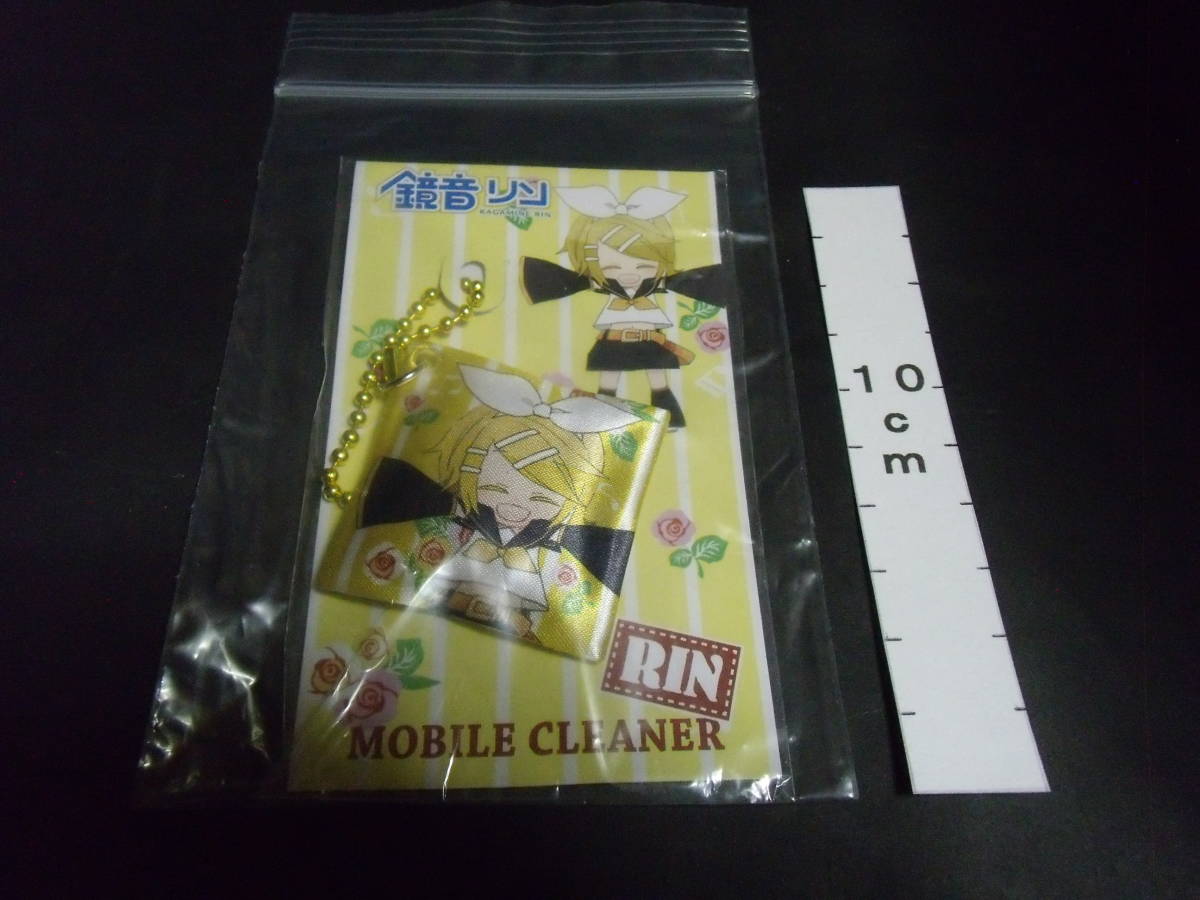 鏡音リン
KAGAMINE RIN
RIN
MOBILE CLEANER
10
cm